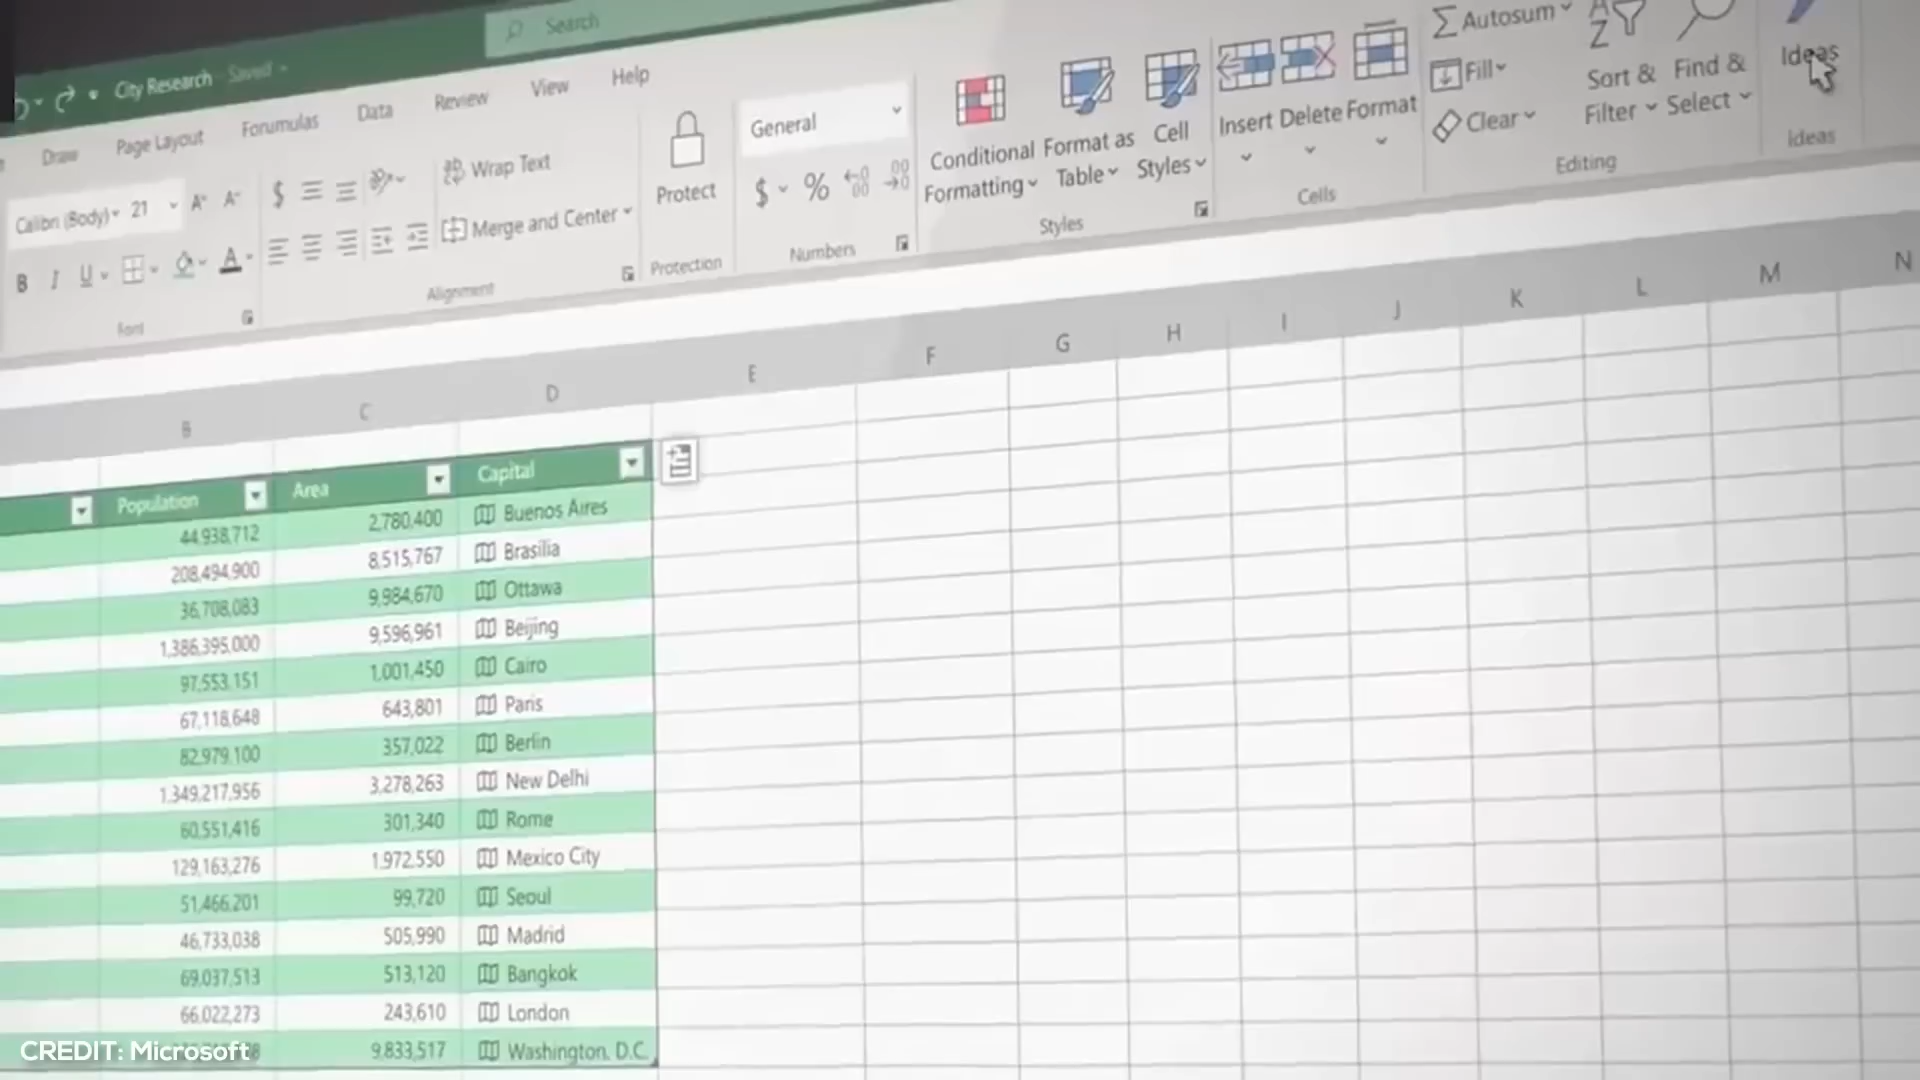 Search
City Research Saved
Draw Page Layout Forumulas Data Review View Help
Calibri (Body) 21
B I U A
Font
Wrap Text
Merge and Center
Alignment
Protect
Protection
General
$ %
Numbers
Conditional Formatting
Format as Table
Cell Styles
Styles
Insert Delete Format
Cells
Autosum
Fill
Clear
Sort & Filter
Find & Select
Editing
Ideas
Ideas
B C D E F G H I J K L M N
Population Area Capital
44,938,712 2,780,400 Buenos Aires
208,494,900 8,515,767 Brasilia
36,708,083 9,984,670 Ottawa
1,386,395,000 9,596,961 Beijing
97,553,151 1,001,450 Cairo
67,118,648 643,801 Paris
82,979,100 357,022 Berlin
1,349,217,956 3,278,263 New Delhi
60,551,416 301,340 Rome
129,163,276 1,972,550 Mexico City
51,466,201 99,720 Seoul
46,733,038 505,990 Madrid
69,037,513 513,120 Bangkok
66,022,273 243,610 London
9,833,517 Washington, D.C.
CREDIT: Microsoft